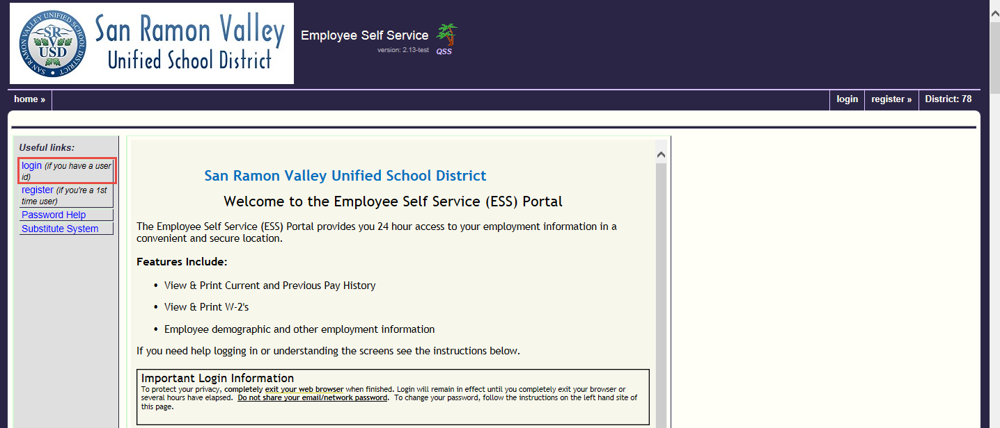 SAN RAMON VALLEY UNIFIED SCHOOL DISTRICT
SRV
USD
San Ramon Valley
Unified School District
Employee Self Service
version: 2.13-test
QSS
home »
login
register »
District: 78
Useful links:
login (if you have a user
id)
register (if you're a 1st
time user)
Password Help
Substitute System
San Ramon Valley Unified School District
Welcome to the Employee Self Service (ESS) Portal
The Employee Self Service (ESS) Portal provides you 24 hour access to your employment information in a
convenient and secure location.
Features Include:
• View & Print Current and Previous Pay History
• View & Print W-2's
• Employee demographic and other employment information
If you need help logging in or understanding the screens see the instructions below.
Important Login Information
To protect your privacy, completely exit your web browser when finished. Login will remain in effect until you completely exit your browser or
several hours have elapsed. Do not share your email/network password. To change your password, follow the instructions on the left hand site of
this page.